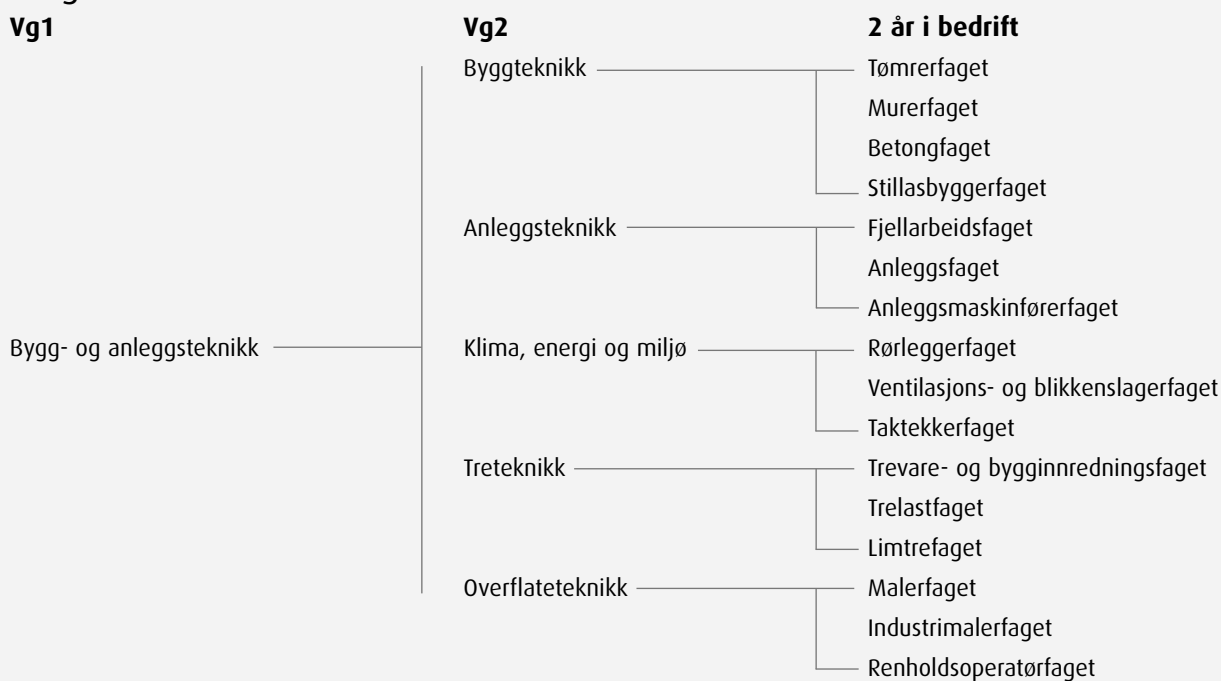 Vg1 Vg2 2 år i bedrift
Byggteknikk Tømrerfaget
Murerfaget
Betongfaget
Stillasbyggerfaget
Anleggsteknikk Fjellarbeidsfaget
Anleggsfaget
Anleggsmaskinførerfaget
Bygg- og anleggsteknikk Klima, energi og miljø Rørleggerfaget
Ventilasjons- og blikkenslagerfaget
Taktekkerfaget
Treteknikk Trevare- og bygginnredningsfaget
Trelastfaget
Limtrefaget
Overflateteknikk Malerfaget
Industrimalerfaget
Renholdsoperatørfaget